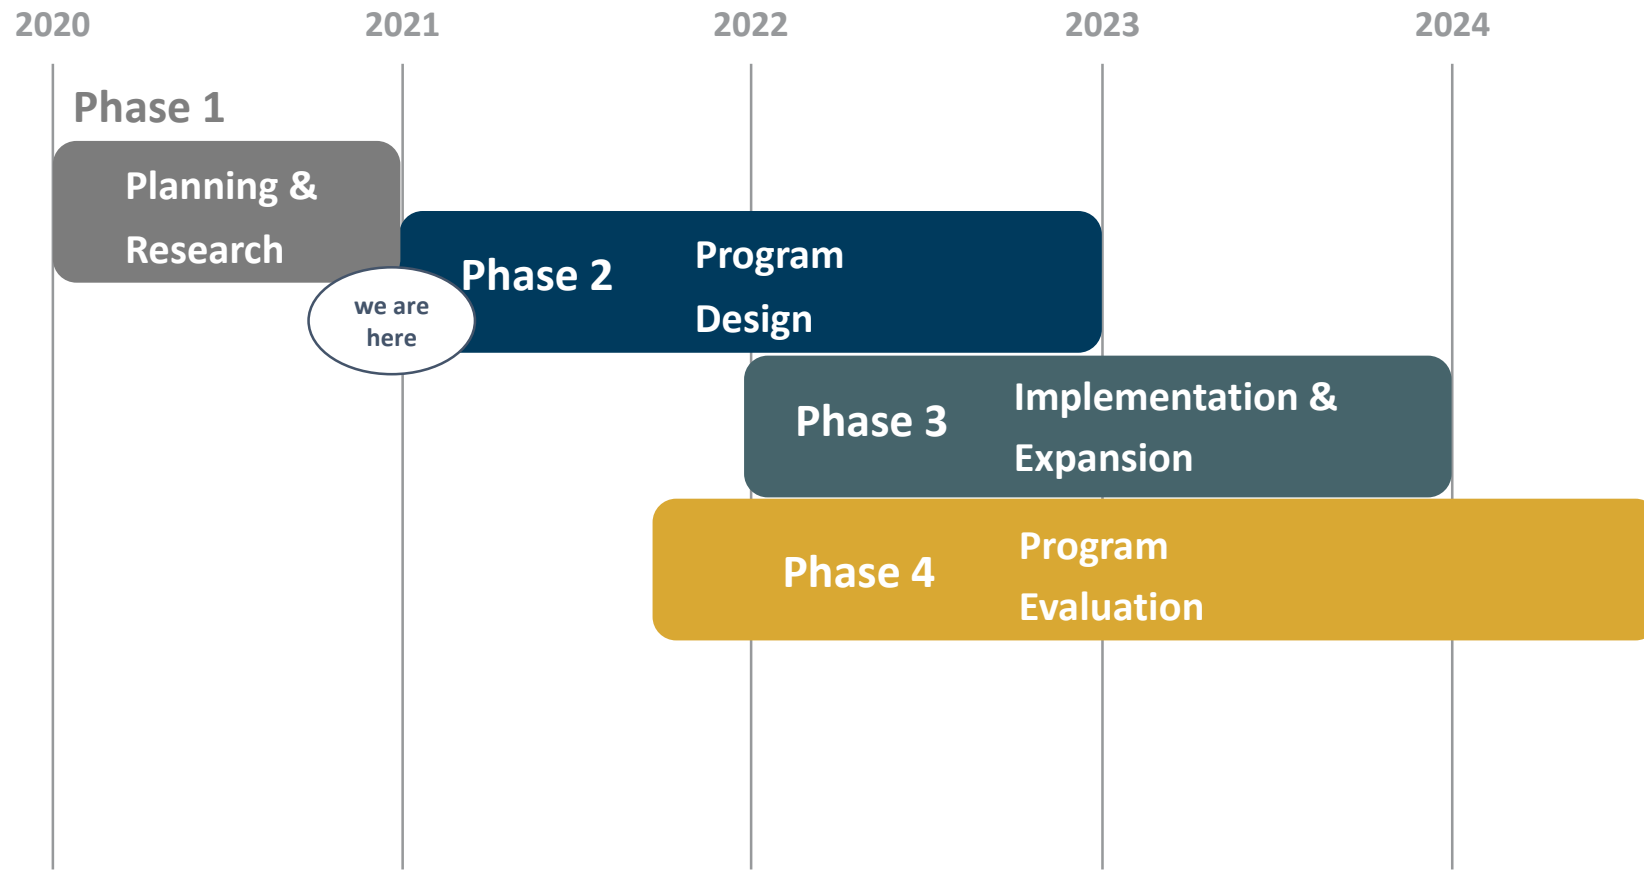 2020 2021 2022 2023 2024
Phase 1
Planning &
Research
we are
here
Phase 2
Program
Design
Phase 3
Implementation &
Expansion
Phase 4
Program
Evaluation